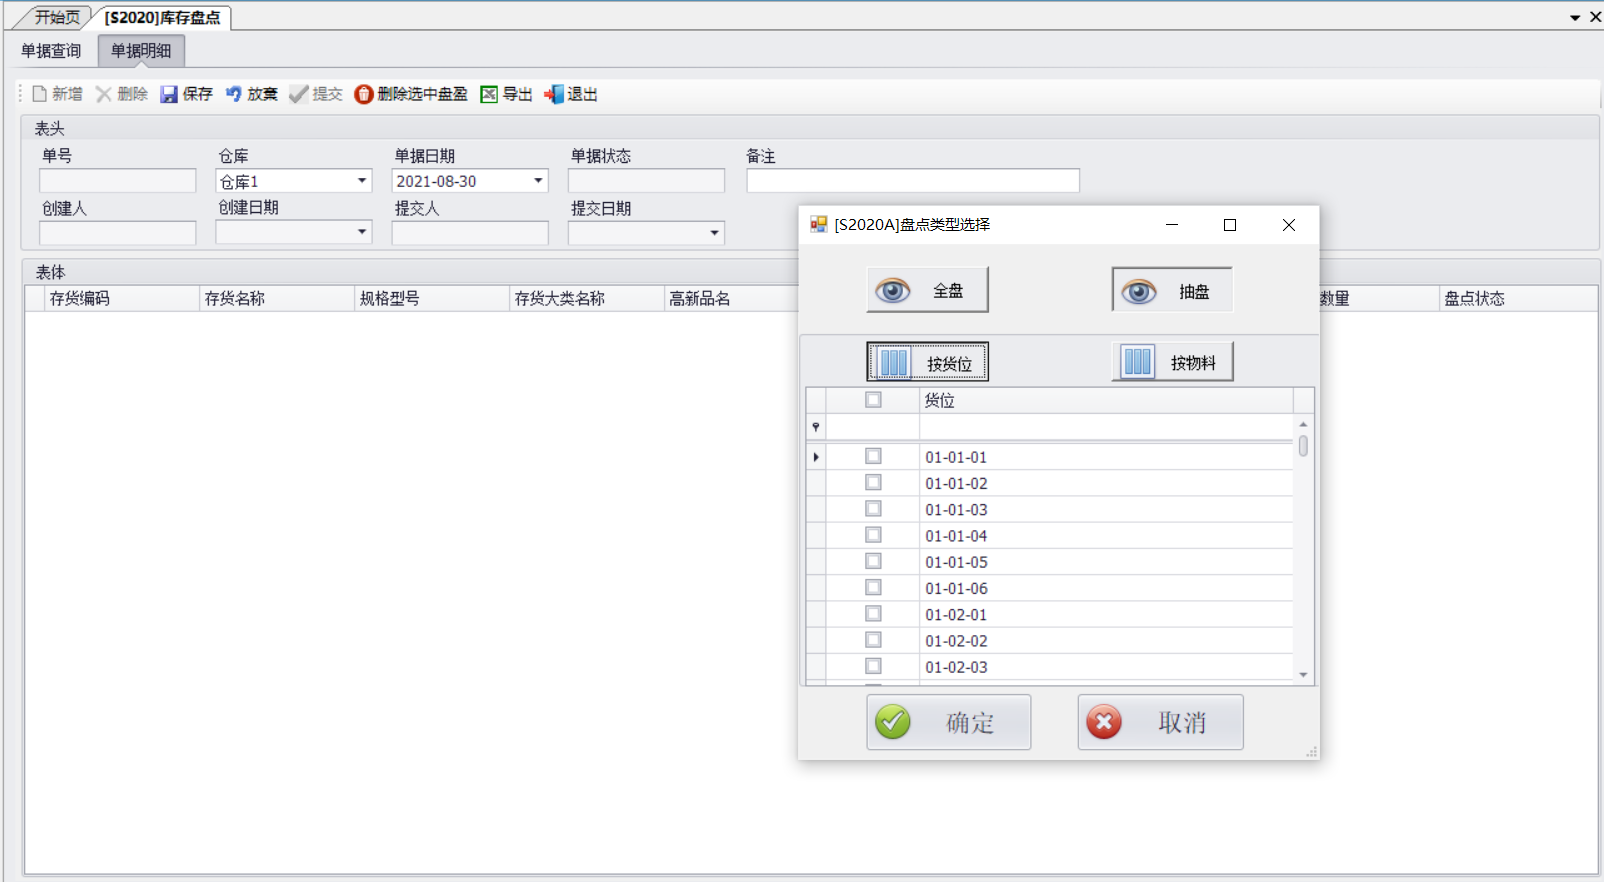 开始页 [S2020]库存盘点
单据查询 单据明细
新增 删除 保存 放棄 提交 删除选中盘盈 导出 退出
表头
单号 仓库 单据日期 单据状态 备注
仓库1 2021-08-30
创建人 创建日期 提交人 提交日期
表体
存货编码 存货名称 规格型号 存货大类名称 高新品名 数量 盘点状态
[S2020A]盘点类型选择
全盘 抽盘
按货位 按物料
货位
01-01-01
01-01-02
01-01-03
01-01-04
01-01-05
01-01-06
01-02-01
01-02-02
01-02-03
确定 取消